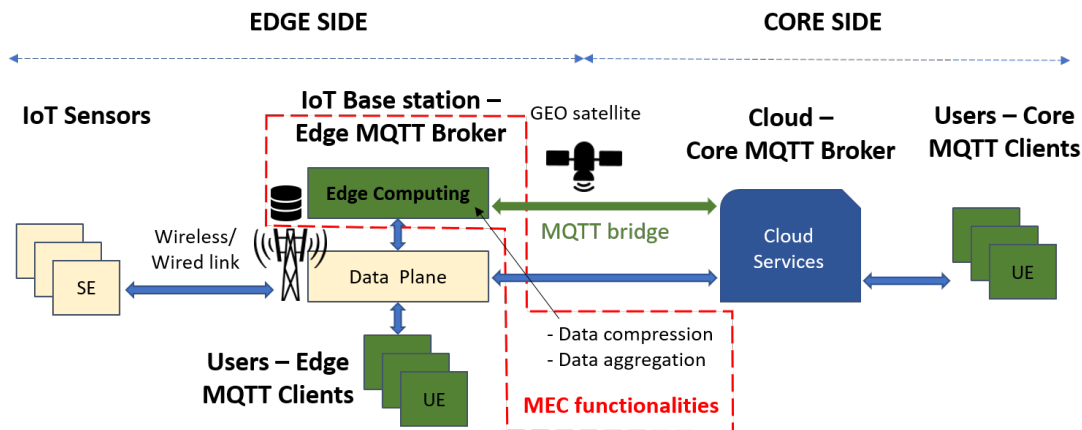 EDGE SIDE
CORE SIDE
IoT Sensors
IoT Base station –
Edge MQTT Broker
GEO satellite
Cloud –
Core MQTT Broker
Users – Core
MQTT Clients
Edge Computing
MQTT bridge
Wireless/
Wired link
SE
Data Plane
Cloud
Services
UE
- Data compression
- Data aggregation
Users – Edge
MQTT Clients
UE
MEC functionalities